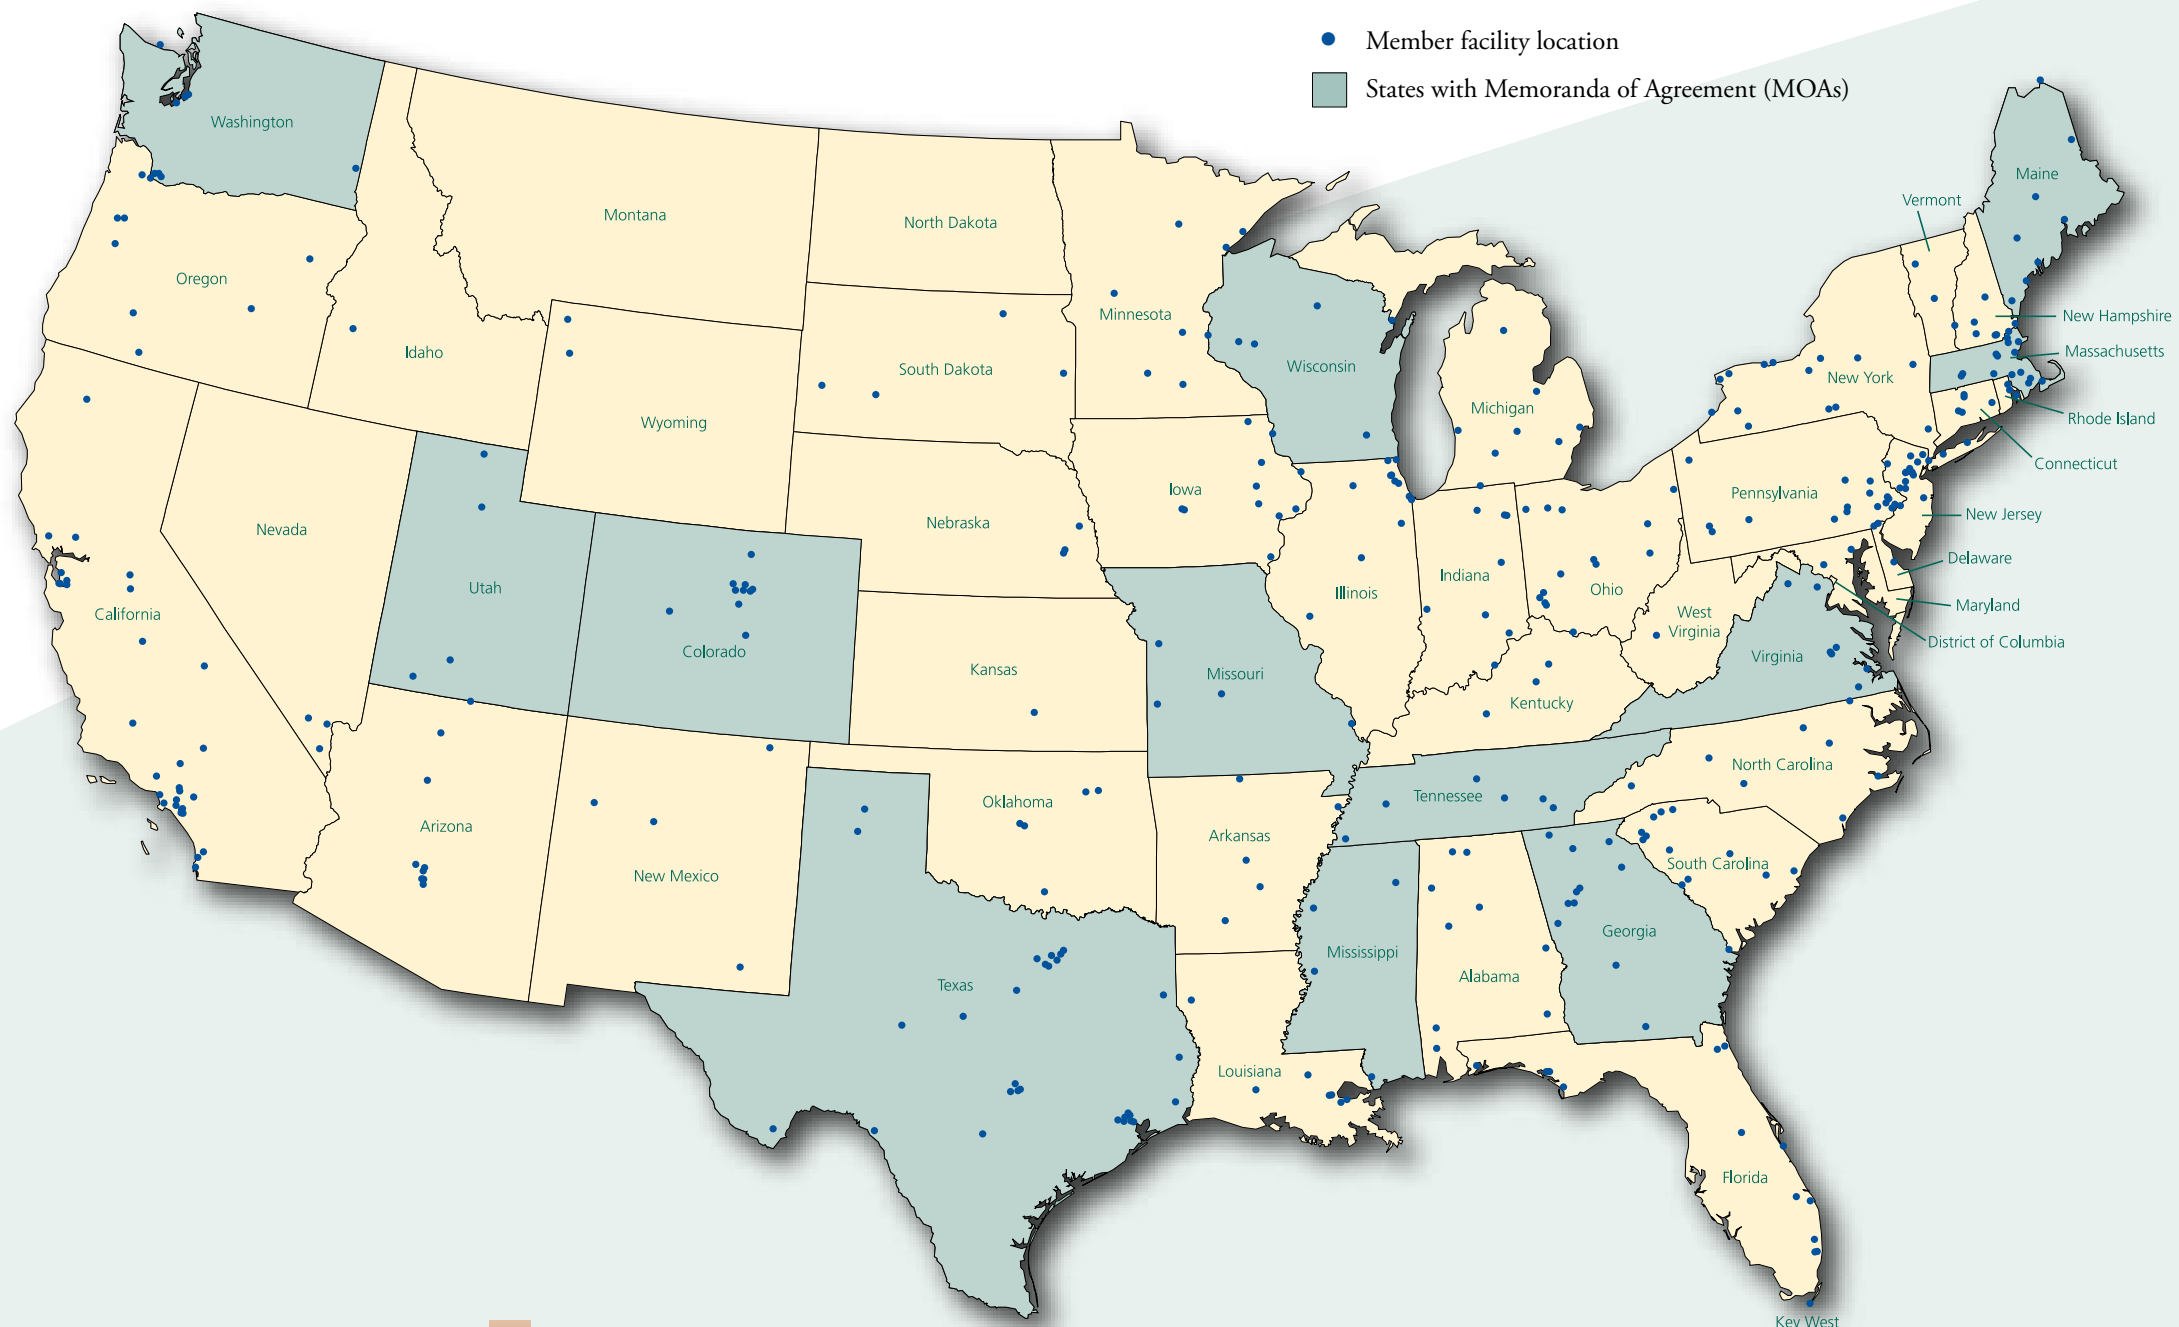 Member facility location
States with Memoranda of Agreement (MOAs)
Washington
Montana
North Dakota
Minnesota
Oregon
Idaho
Wyoming
South Dakota
Wisconsin
Michigan
Vermont
Maine
New Hampshire
Massachusetts
New York
Rhode Island
Connecticut
Pennsylvania
New Jersey
Delaware
Maryland
District of Columbia
Nevada
Utah
California
Colorado
Nebraska
Iowa
Illinois
Indiana
Ohio
West
Virginia
Virginia
Kansas
Missouri
Kentucky
North Carolina
Tennessee
South Carolina
Arizona
New Mexico
Oklahoma
Arkansas
Texas
Louisiana
Mississippi
Alabama
Georgia
Florida
Key West